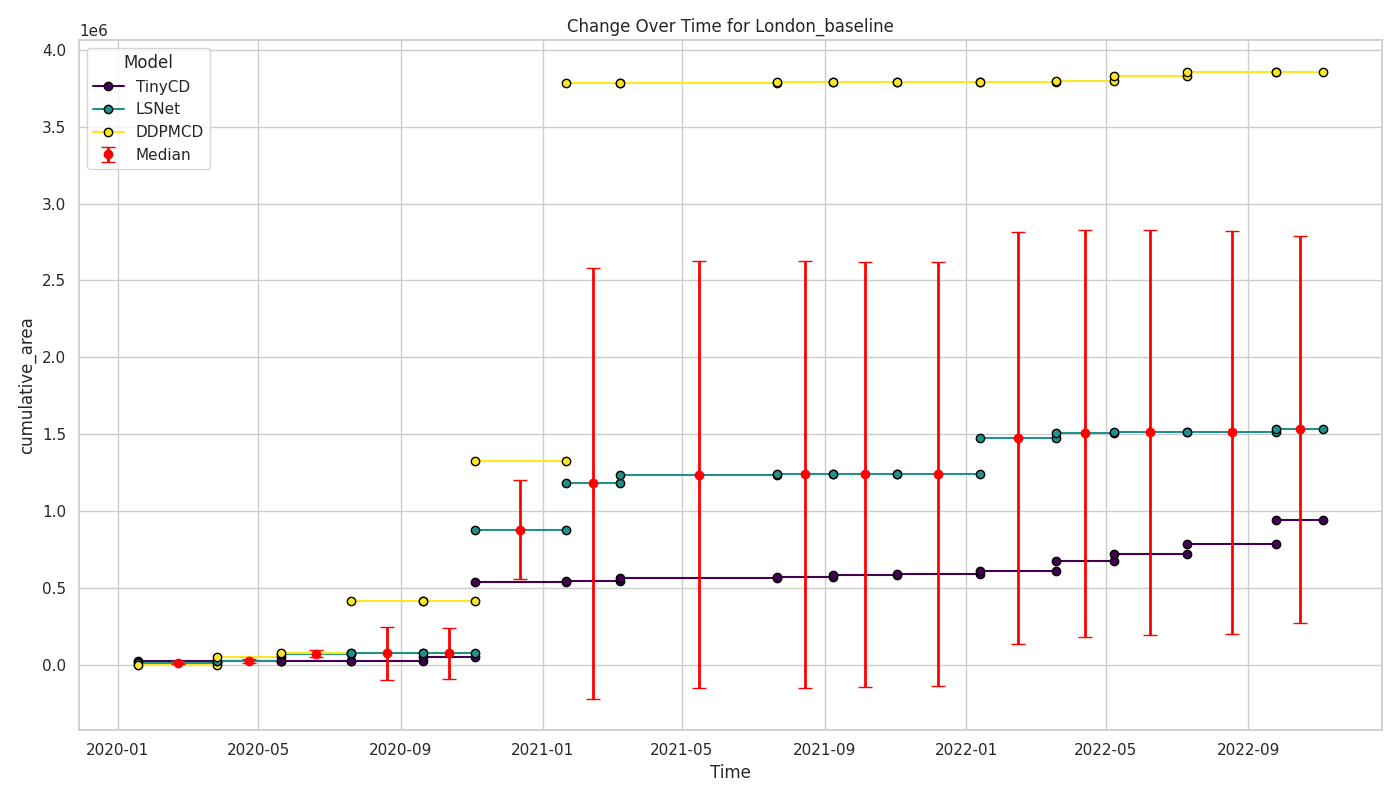 Change Over Time for London_baseline
1e6
4.0
3.5
3.0
2.5
2.0
1.5
1.0
0.5
0.0
cumulative_area
Model
TinyCD
LSNet
DDPMCD
Median
2020-01
2020-05
2020-09
2021-01
2021-05
2021-09
2022-01
2022-05
2022-09
Time